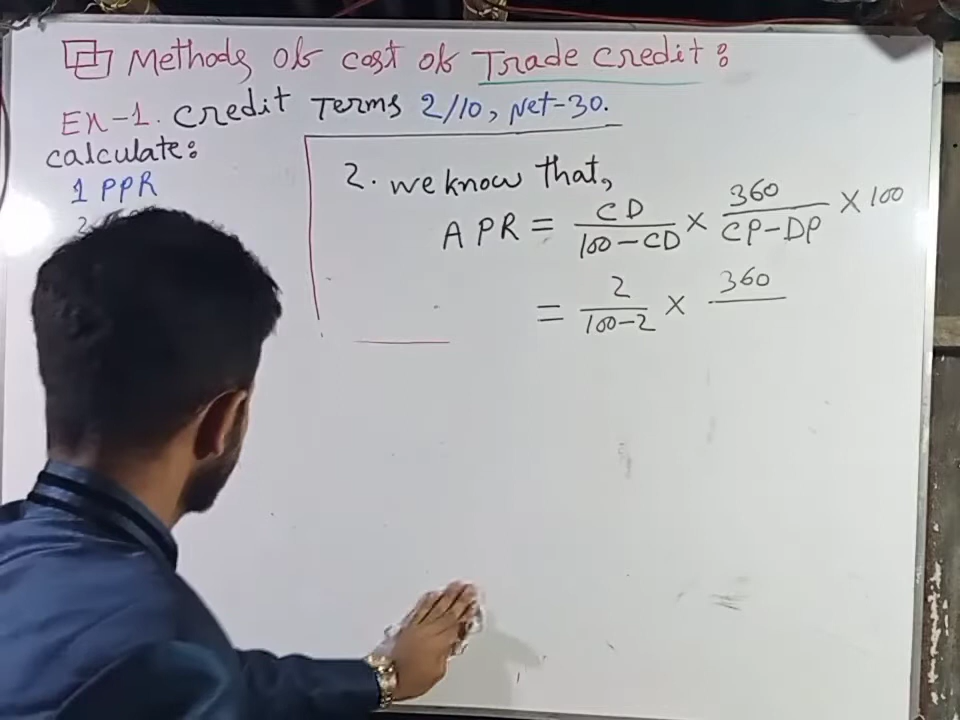 Methods of cost of Trade credit:
Ex-1. Credit Terms 2/10, Net-30.
calculate:
1 PPR
2
2. we know that,
APR = CD/100-CD × 360/CP-DP × 100
= 2/100-2 × 360